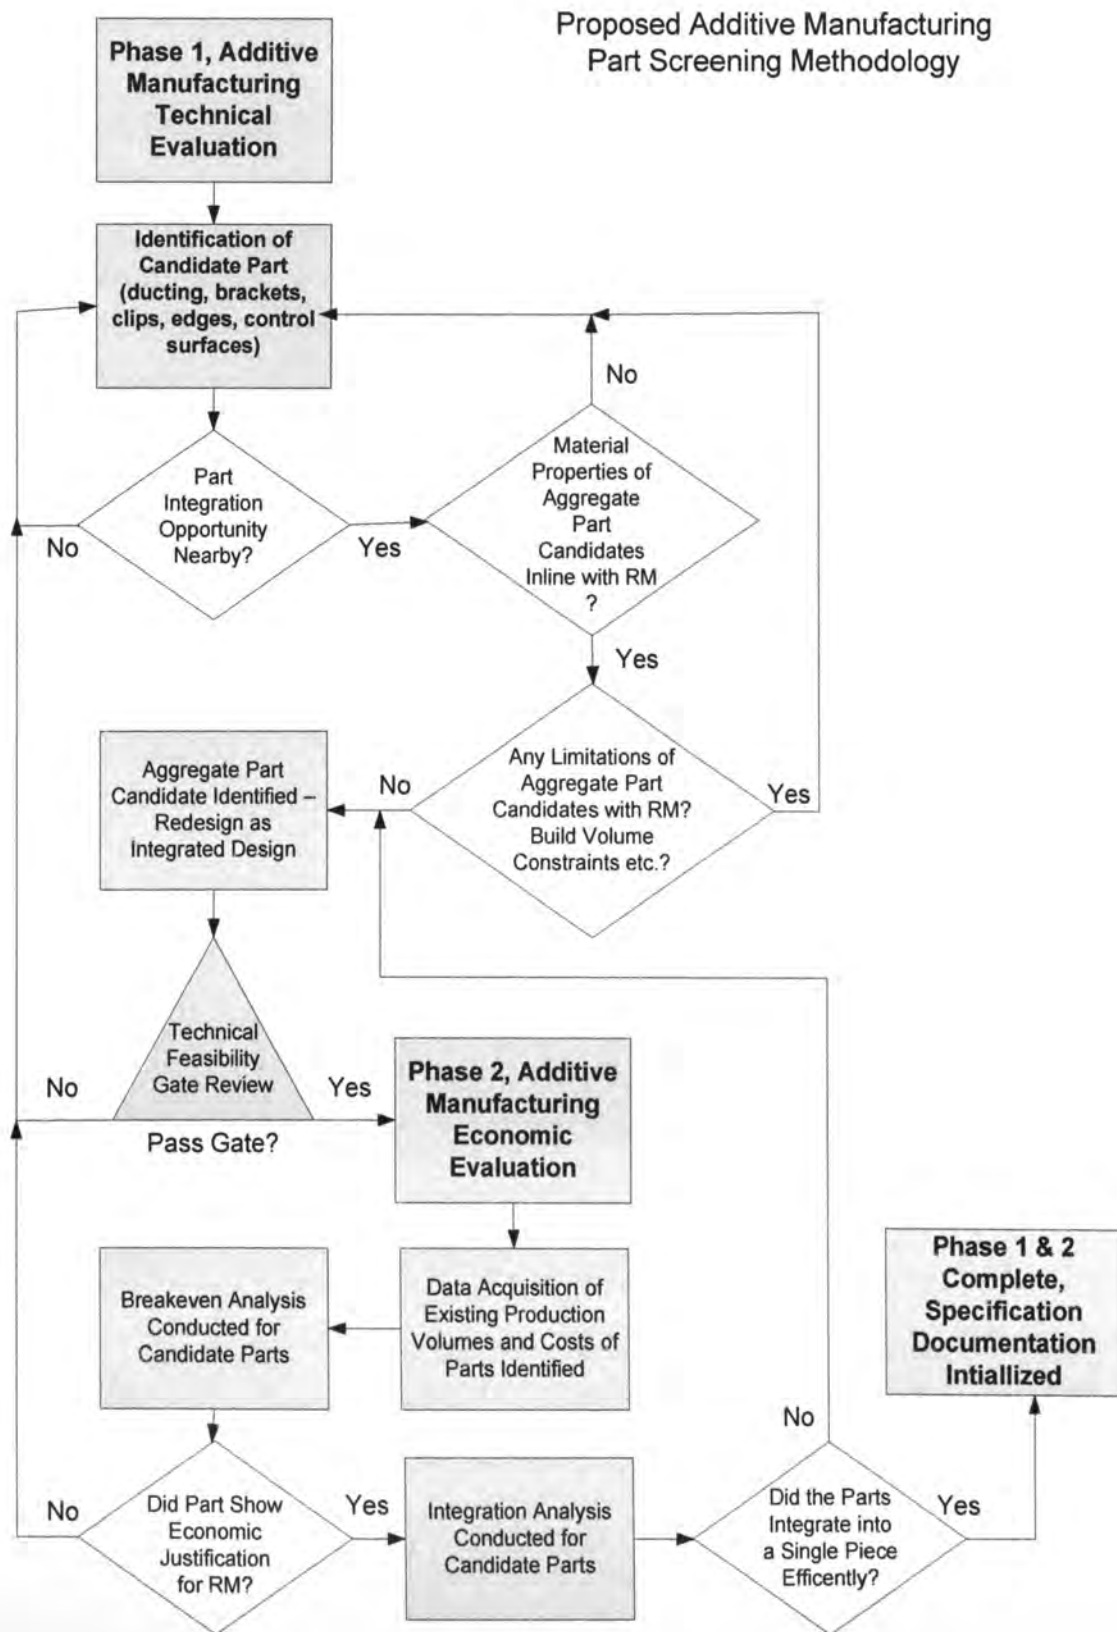 Proposed Additive Manufacturing
Part Screening Methodology
Phase 1, Additive
Manufacturing
Technical
Evaluation
Identification of
Candidate Part
(ducting, brackets,
clips, edges, control
surfaces)
No
Part
Integration
Opportunity
Nearby?
No
Yes
Material
Properties of
Aggregate
Part
Candidates
Inline with RM
?
Yes
Any Limitations of
Aggregate Part
Candidates with RM?
Build Volume
Constraints etc.?
No
Yes
Aggregate Part
Candidate Identified –
Redesign as
Integrated Design
Technical
Feasibility
Gate Review
No
Yes
Pass Gate?
Phase 2, Additive
Manufacturing
Economic
Evaluation
Data Acquisition of
Existing Production
Volumes and Costs of
Parts Identified
Breakeven Analysis
Conducted for
Candidate Parts
Phase 1 & 2
Complete,
Specification
Documentation
Intiallized
No
Did Part Show
Economic
Justification
for RM?
Yes
Integration Analysis
Conducted for
Candidate Parts
No
Did the Parts
Integrate into
a Single Piece
Efficently?
Yes